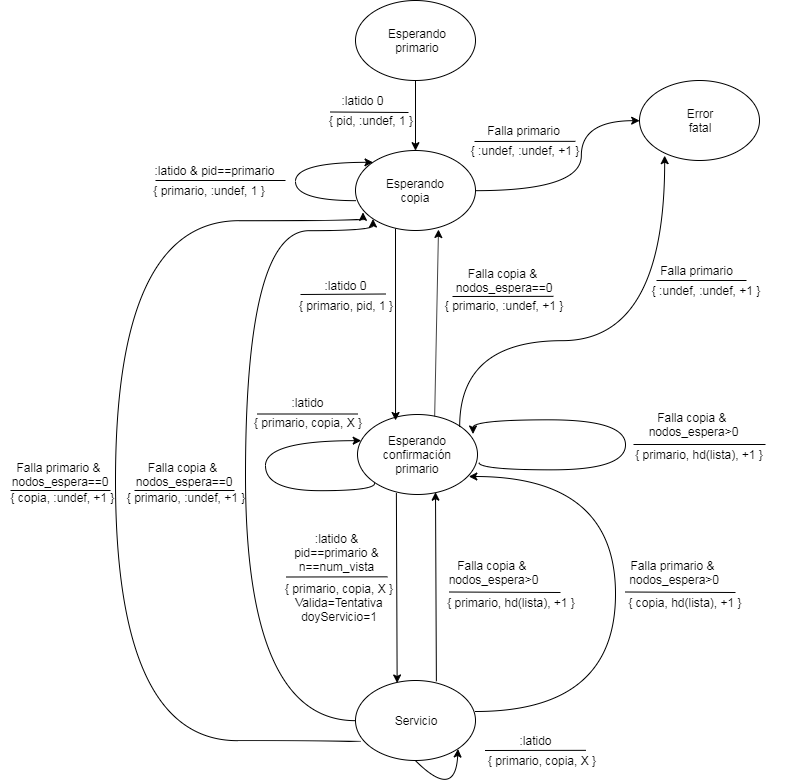 Esperando
primario
:latido 0
{ pid, :undef, 1 }
Error
fatal
Falla primario
{ :undef, :undef, +1 }
:latido & pid==primario
{ primario, :undef, 1 }
Esperando
copia
:latido 0
{ primario, pid, 1 }
Falla copia &
nodos_espera==0
{ primario, :undef, +1 }
Falla primario
{ :undef, :undef, +1 }
:latido
{ primario, copia, X }
Esperando
confirmación
primario
Falla copia &
nodos_espera>0
{ primario, hd(lista), +1 }
Falla primario &
nodos_espera==0
{ copia, :undef, +1 }
Falla copia &
nodos_espera==0
{ primario, :undef, +1 }
:latido &
pid==primario &
n==num_vista
{ primario, copia, X }
Valida=Tentativa
doyServicio=1
Falla copia &
nodos_espera>0
{ primario, hd(lista), +1 }
Falla primario &
nodos_espera>0
{ copia, hd(lista), +1 }
Servicio
:latido
{ primario, copia, X }